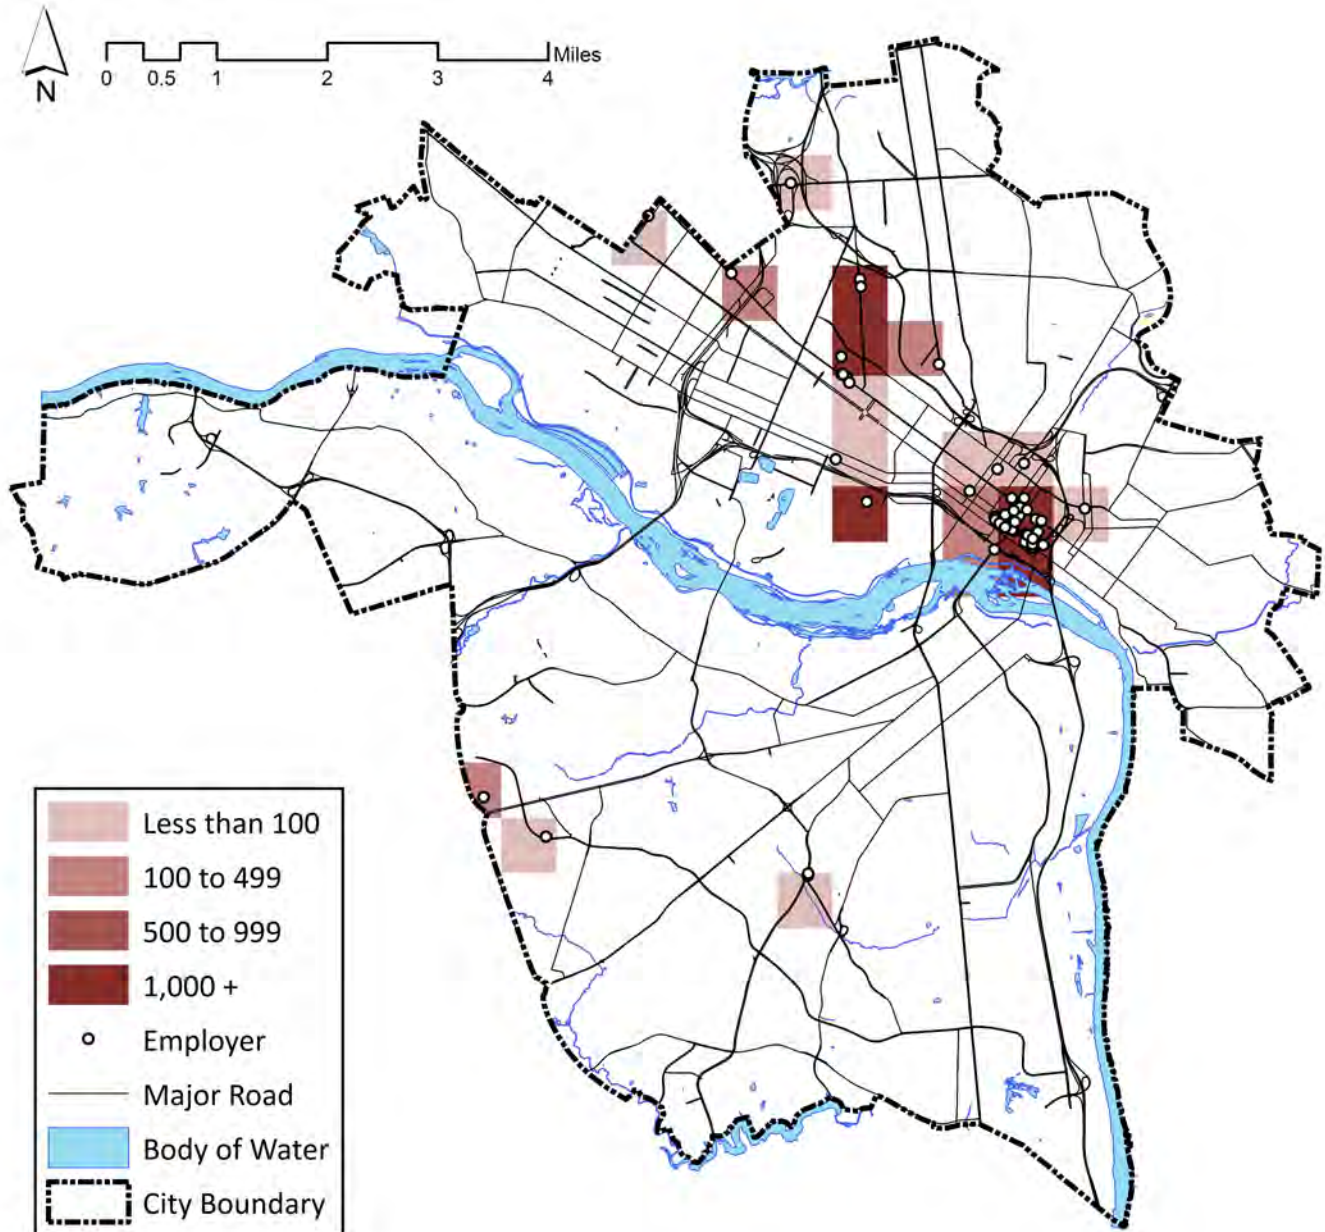 N
0 0.5 1 2 3 4 Miles
Less than 100
100 to 499
500 to 999
1,000 +
Employer
Major Road
Body of Water
City Boundary